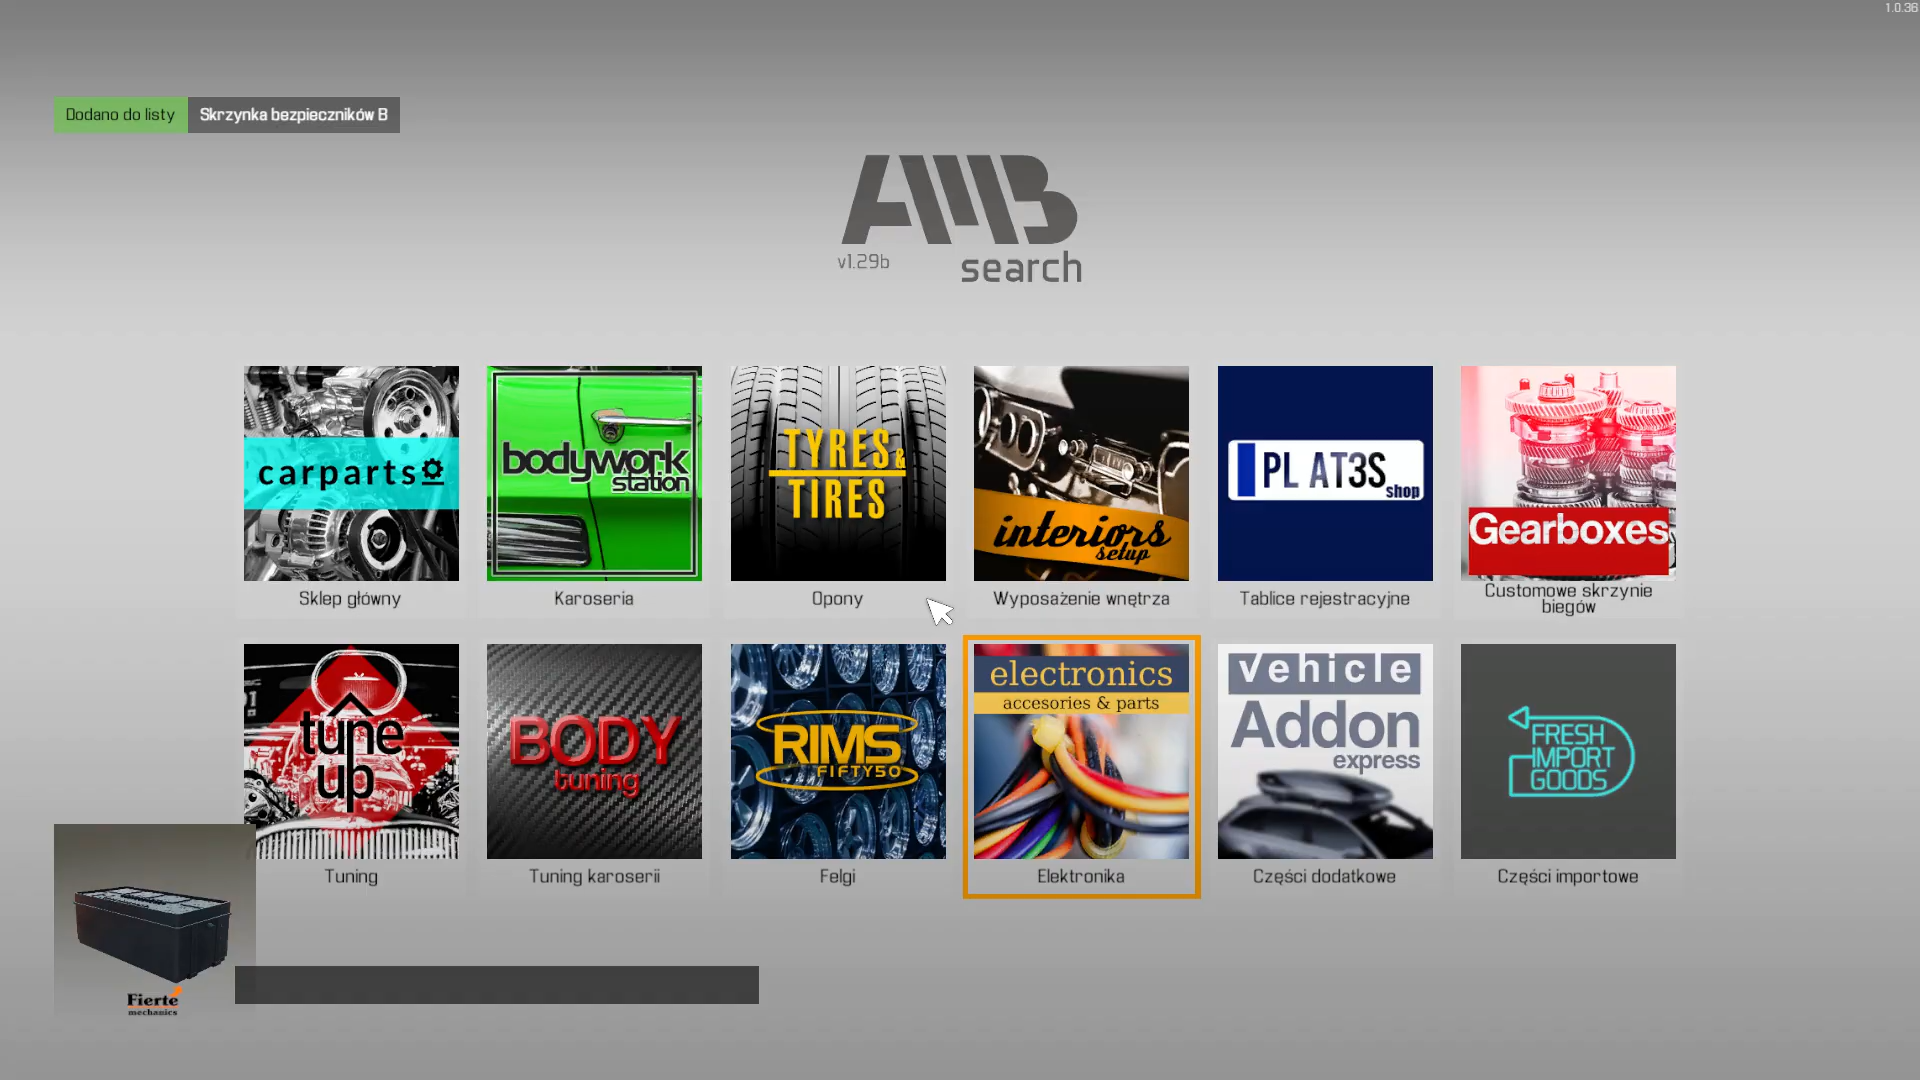 1.0.36
Dodano do listy Skrzynka bezpieczników B
AMB
v1.29b
search
carparts
bodywork
station
TYRES &
TIRES
interiors
setup
PL AT3S
shop
Gearboxes
Sklep główny
Karoseria
Opony
Wyposażenie wnętrza
Tablice rejestracyjne
Customowe skrzynie
biegów
tune
up
BODY
tuning
RIMS
FIFTY50
electronics
accesories & parts
vehicle
Addon
express
FRESH
IMPORT
GOODS
Tuning
Tuning karoserii
Felgi
Elektronika
Części dodatkowe
Części importowe
Fierte
mechanics